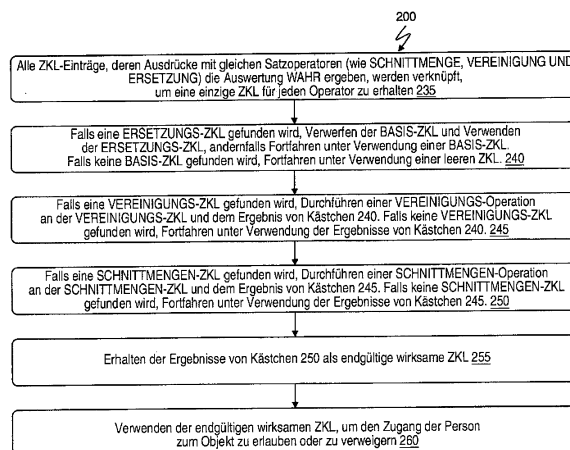 200
Alle ZKL-Einträge, deren Ausdrücke mit gleichen Satzoperatoren (wie SCHNITTMENGE, VEREINIGUNG UND
ERSETZUNG) die Auswertung WAHR ergeben, werden verknüpft,
um eine einzige ZKL für jeden Operator zu erhalten 235
Falls eine ERSETZUNGS-ZKL gefunden wird, Verwerfen der BASIS-ZKL und Verwenden
der ERSETZUNGS-ZKL, andernfalls Fortfahren unter Verwendung einer BASIS-ZKL.
Falls keine BASIS-ZKL gefunden wird, Fortfahren unter Verwendung einer leeren ZKL. 240
Falls eine VEREINIGUNGS-ZKL gefunden wird, Durchführen einer VEREINIGUNGS-Operation
an der VEREINIGUNGS-ZKL und dem Ergebnis von Kästchen 240. Falls keine VEREINIGUNGS-ZKL
gefunden wird, Fortfahren unter Verwendung der Ergebnisse von Kästchen 240. 245
Falls eine SCHNITTMENGEN-ZKL gefunden wird, Durchführen einer SCHNITTMENGEN-Operation
an der SCHNITTMENGEN-ZKL und dem Ergebnis von Kästchen 245. Falls keine SCHNITTMENGEN-ZKL
gefunden wird, Fortfahren unter Verwendung der Ergebnisse von Kästchen 245. 250
Erhalten der Ergebnisse von Kästchen 250 als endgültige wirksame ZKL 255
Verwenden der endgültigen wirksamen ZKL, um den Zugang der Person
zum Objekt zu erlauben oder zu verweigern 260